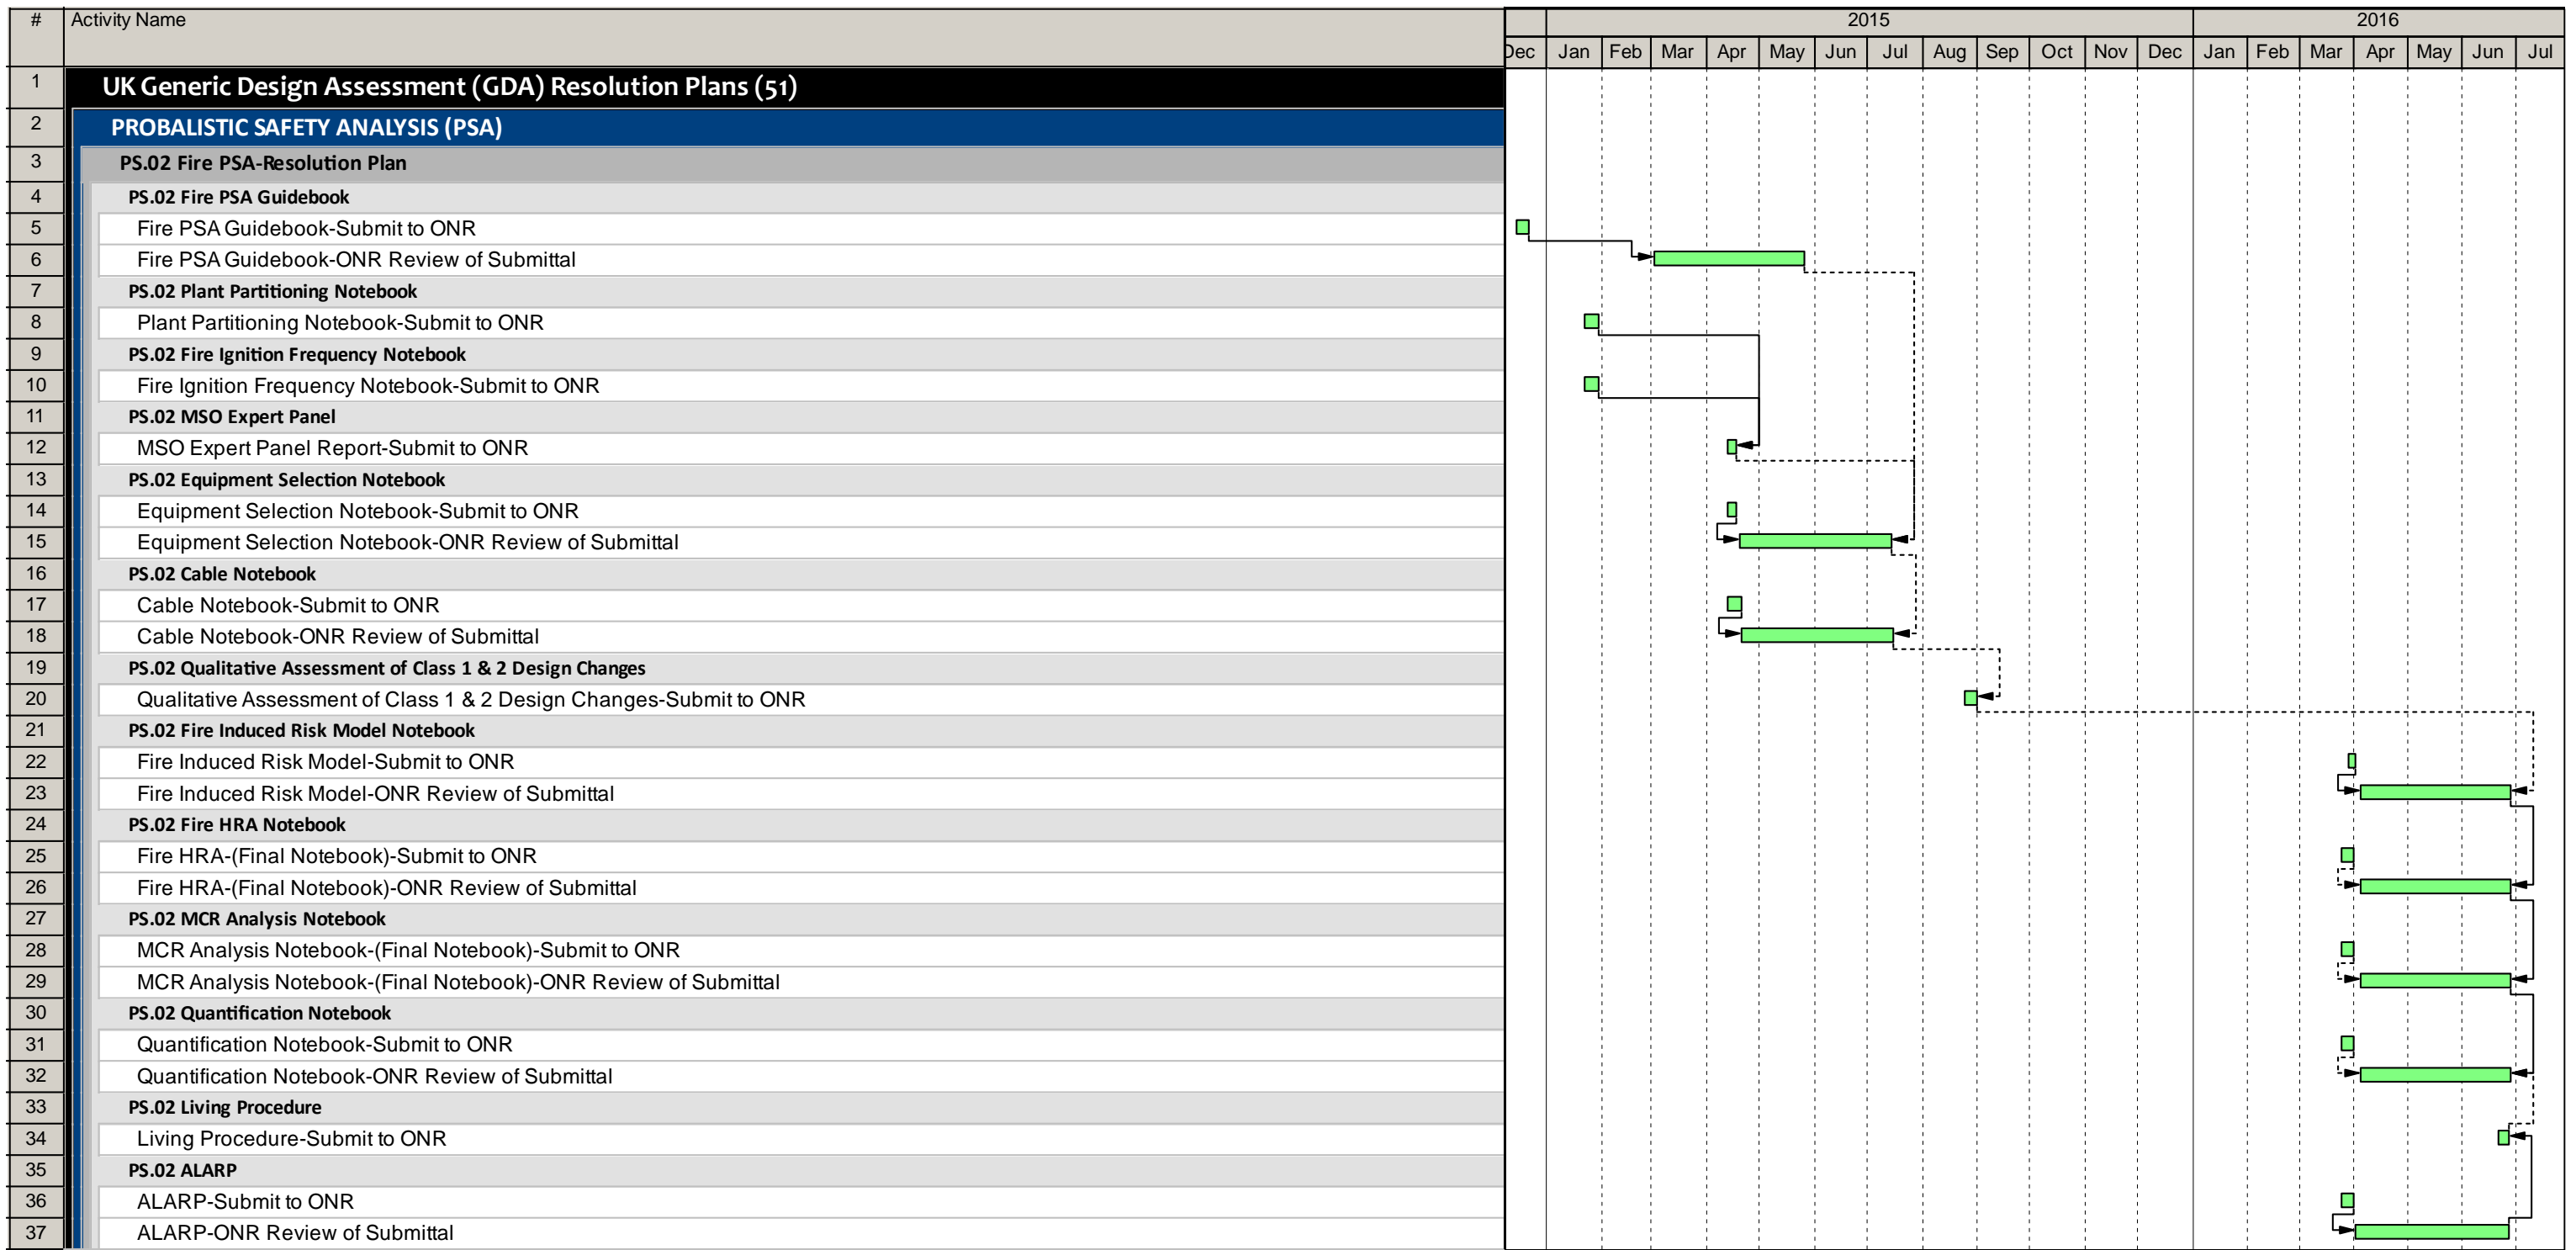 # Activity Name 2015 2016
Dec Jan Feb Mar Apr May Jun Jul Aug Sep Oct Nov Dec Jan Feb Mar Apr May Jun Jul
1 UK Generic Design Assessment (GDA) Resolution Plans (51)
2 PROBALISTIC SAFETY ANALYSIS (PSA)
3 PS.02 Fire PSA-Resolution Plan
4 PS.02 Fire PSA Guidebook
5 Fire PSA Guidebook-Submit to ONR
6 Fire PSA Guidebook-ONR Review of Submittal
7 PS.02 Plant Partitioning Notebook
8 Plant Partitioning Notebook-Submit to ONR
9 PS.02 Fire Ignition Frequency Notebook
10 Fire Ignition Frequency Notebook-Submit to ONR
11 PS.02 MSO Expert Panel
12 MSO Expert Panel Report-Submit to ONR
13 PS.02 Equipment Selection Notebook
14 Equipment Selection Notebook-Submit to ONR
15 Equipment Selection Notebook-ONR Review of Submittal
16 PS.02 Cable Notebook
17 Cable Notebook-Submit to ONR
18 Cable Notebook-ONR Review of Submittal
19 PS.02 Qualitative Assessment of Class 1 & 2 Design Changes
20 Qualitative Assessment of Class 1 & 2 Design Changes-Submit to ONR
21 PS.02 Fire Induced Risk Model Notebook
22 Fire Induced Risk Model-Submit to ONR
23 Fire Induced Risk Model-ONR Review of Submittal
24 PS.02 Fire HRA Notebook
25 Fire HRA-(Final Notebook)-Submit to ONR
26 Fire HRA-(Final Notebook)-ONR Review of Submittal
27 PS.02 MCR Analysis Notebook
28 MCR Analysis Notebook-(Final Notebook)-Submit to ONR
29 MCR Analysis Notebook-(Final Notebook)-ONR Review of Submittal
30 PS.02 Quantification Notebook
31 Quantification Notebook-Submit to ONR
32 Quantification Notebook-ONR Review of Submittal
33 PS.02 Living Procedure
34 Living Procedure-Submit to ONR
35 PS.02 ALARP
36 ALARP-Submit to ONR
37 ALARP-ONR Review of Submittal